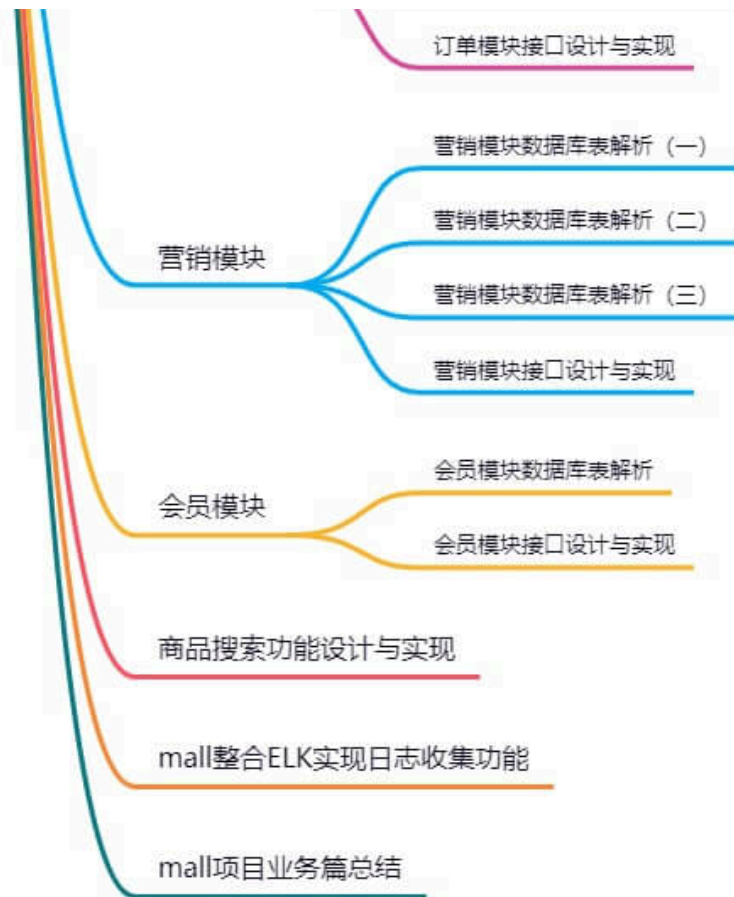 订单模块接口设计与实现
营销模块数据库表解析（一）
营销模块数据库表解析（二）
营销模块
营销模块数据库表解析（三）
营销模块接口设计与实现
会员模块数据库表解析
会员模块
会员模块接口设计与实现
商品搜索功能设计与实现
mall整合ELK实现日志收集功能
mall项目业务篇总结